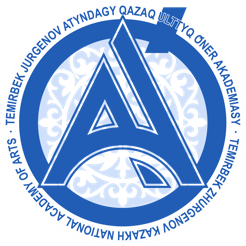 TEMIRBEK JURGENOV ATYNDAGY QAZAQ ULTTYQ ÓNER AKADEMIASY
TEMIRBEK ZHURGENOV KAZAKH NATIONAL ACADEMY OF ARTS